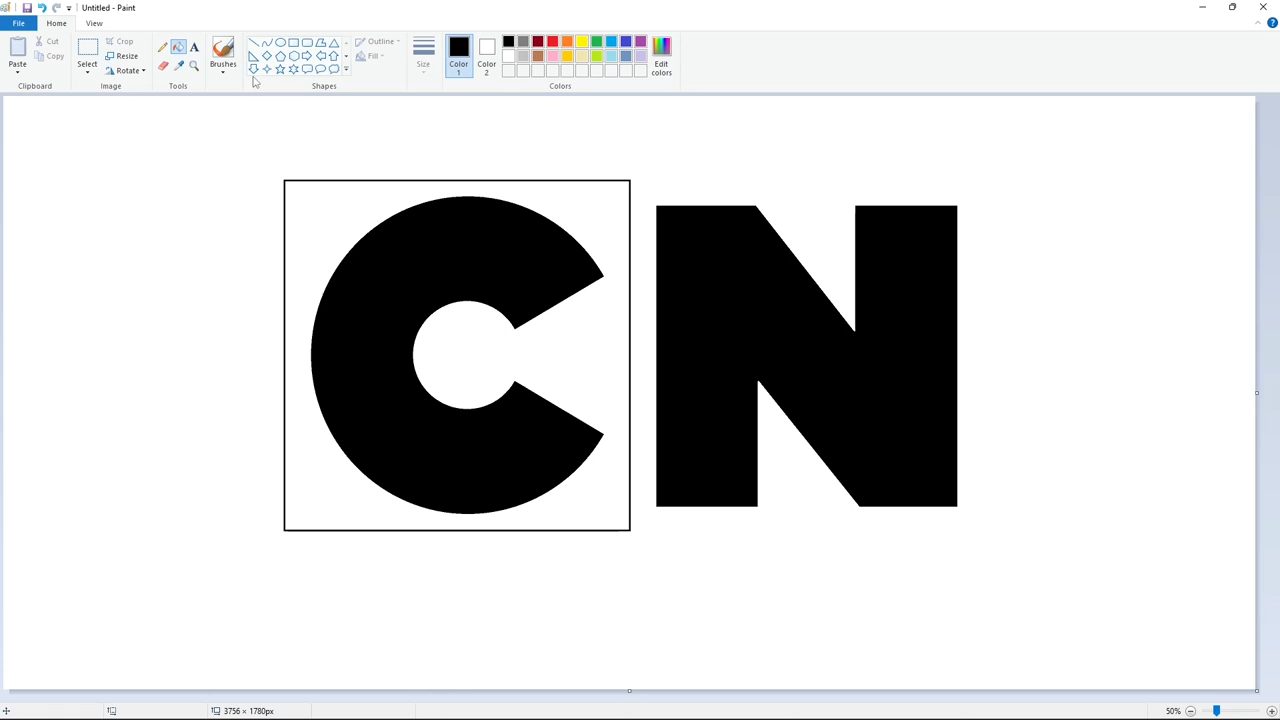 Untitled - Paint
File
Home
View
Paste
Cut
Copy
Clipboard
Select
Crop
Resize
Rotate
Image
A
Tools
Brushes
Outline
Fill
Shapes
Size
Color
1
Color
2
Edit
colors
Colors
CN
3756 × 1780px
50%